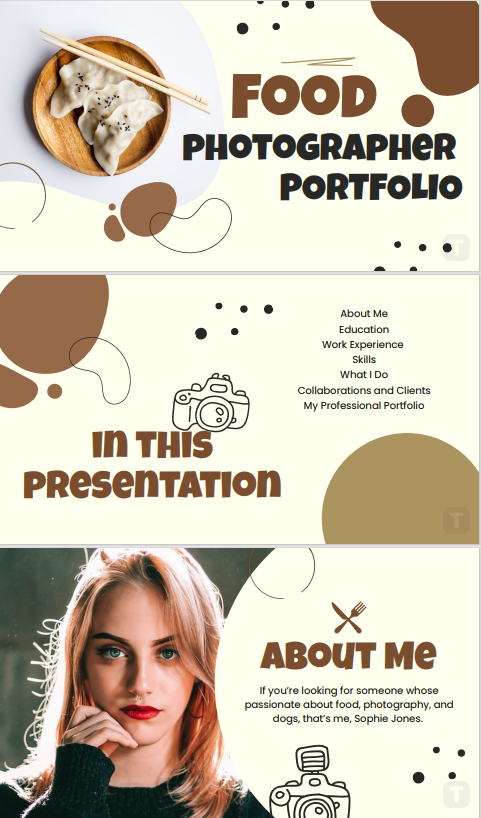 FOOD
PHOTOGRAPHER
PORTFOLIO
T
About Me
Education
Work Experience
Skills
What I Do
Collaborations and Clients
My Professional Portfolio
In THIS
PRESENTATION
T
ABOUT ME
If you're looking for someone whose
passionate about food, photography, and
dogs, that's me, Sophie Jones.
T